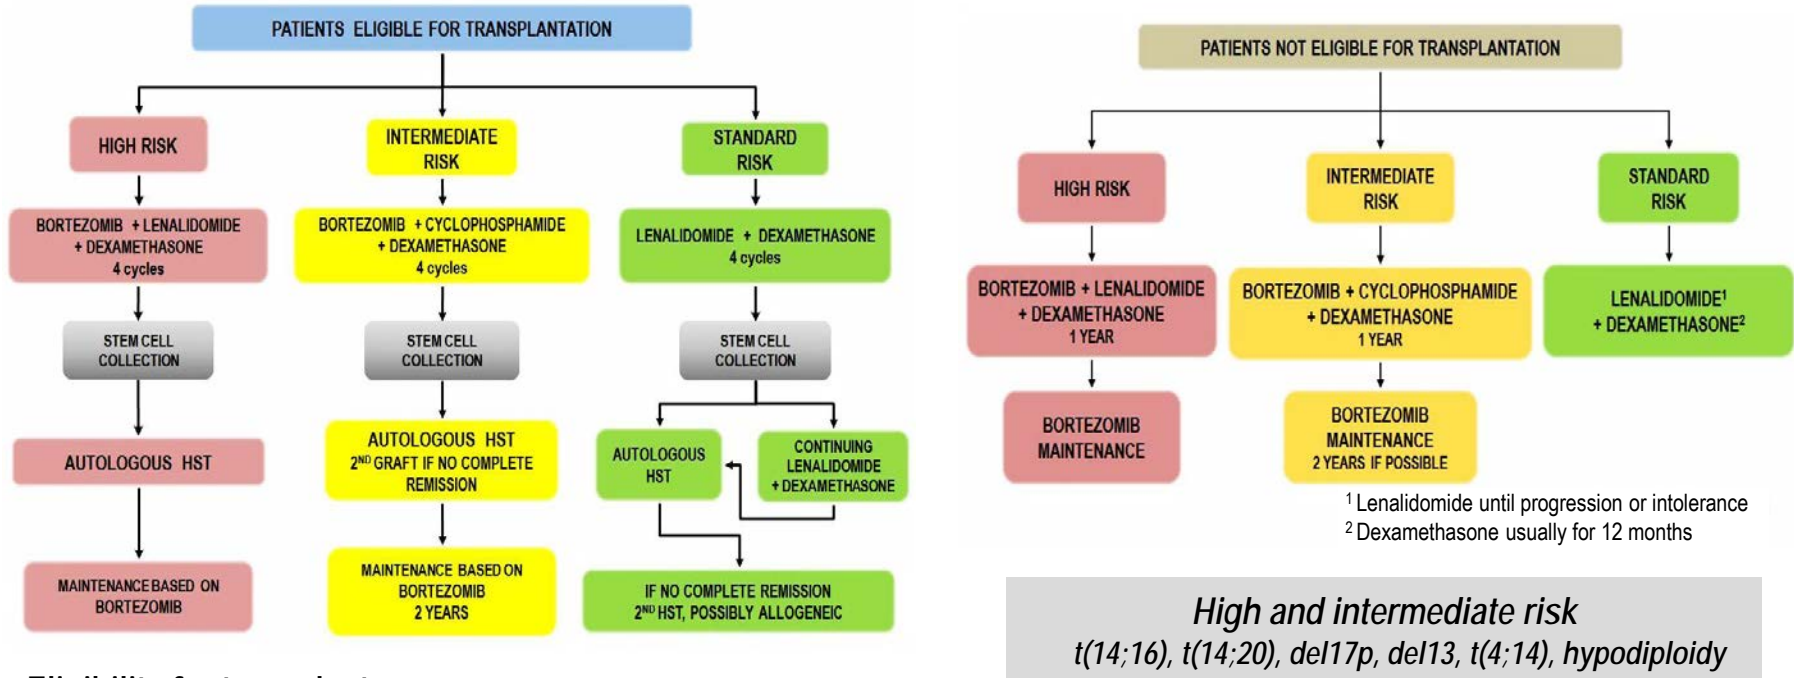 PATIENTS ELIGIBLE FOR TRANSPLANTATION
HIGH RISK
INTERMEDIATE
RISK
STANDARD
RISK
BORTEZOMIB + LENALIDOMIDE
+ DEXAMETHASONE
4 cycles
BORTEZOMIB + CYCLOPHOSPHAMIDE
+ DEXAMETHASONE
4 cycles
LENALIDOMIDE + DEXAMETHASONE
4 cycles
STEM CELL
COLLECTION
STEM CELL
COLLECTION
STEM CELL
COLLECTION
AUTOLOGOUS HST
AUTOLOGOUS HST
2ND GRAFT IF NO COMPLETE
REMISSION
AUTOLOGOUS
HST
CONTINUING
LENALIDOMIDE
+ DEXAMETHASONE
MAINTENANCE BASED ON
BORTEZOMIB
MAINTENANCE BASED ON
BORTEZOMIB
2 YEARS
IF NO COMPLETE REMISSION
2ND HST, POSSIBLY ALLOGENEIC
PATIENTS NOT ELIGIBLE FOR TRANSPLANTATION
HIGH RISK
INTERMEDIATE
RISK
STANDARD
RISK
BORTEZOMIB + LENALIDOMIDE
+ DEXAMETHASONE
1 YEAR
BORTEZOMIB + CYCLOPHOSPHAMIDE
+ DEXAMETHASONE
1 YEAR
LENALIDOMIDE¹
+ DEXAMETHASONE²
BORTEZOMIB
MAINTENANCE
BORTEZOMIB
MAINTENANCE
2 YEARS IF POSSIBLE
¹ Lenalidomide until progression or intolerance
² Dexamethasone usually for 12 months
High and intermediate risk
t(14;16), t(14;20), del17p, del13, t(4;14), hypodiploidy